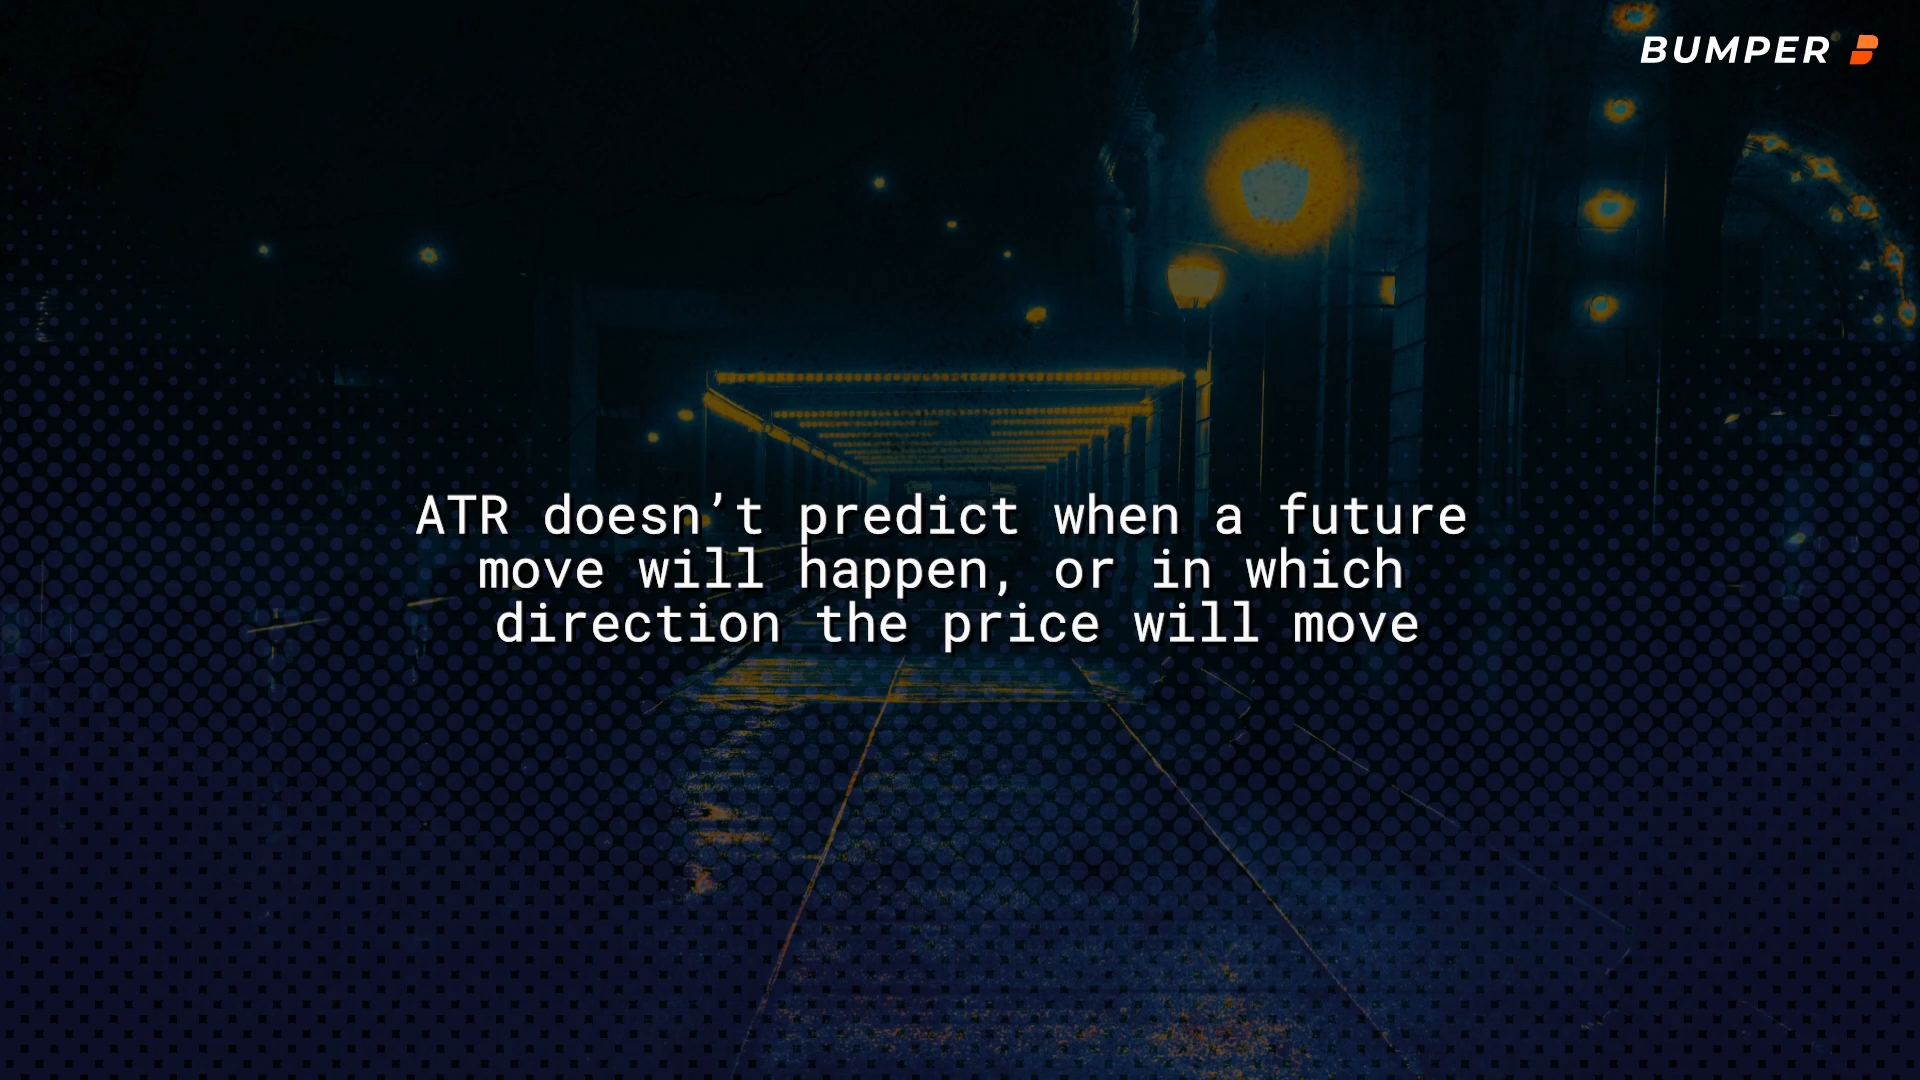 BUMPER
ATR doesn’t predict when a future
move will happen, or in which
direction the price will move